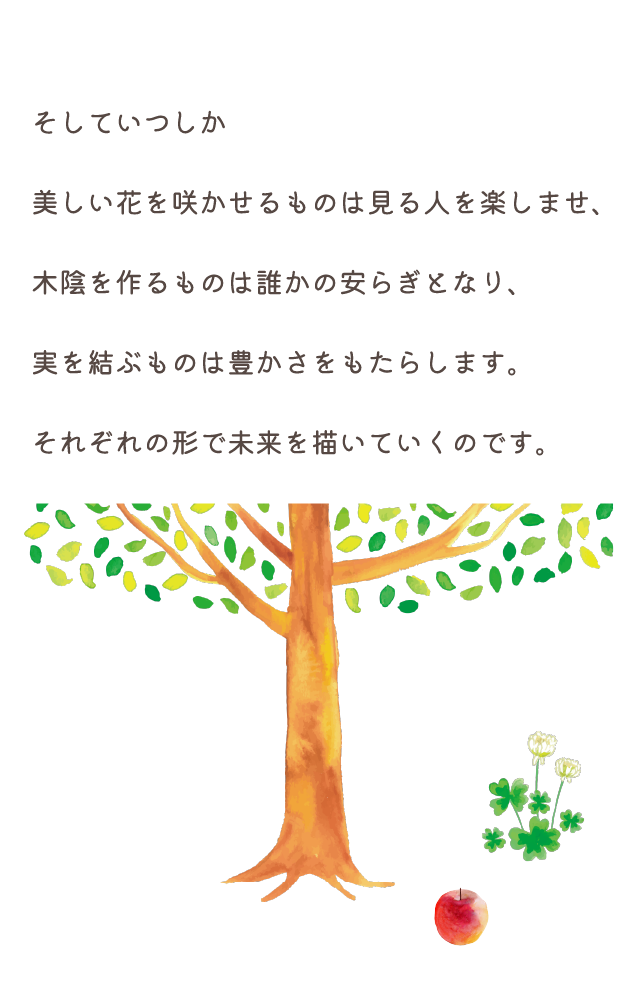 そしていつしか
美しい花を咲かせるものは見る人を楽しませ、
木陰を作るものは誰かの安らぎとなり、
実を結ぶものは豊かさをもたらします。
それぞれの形で未来を描いていくのです。